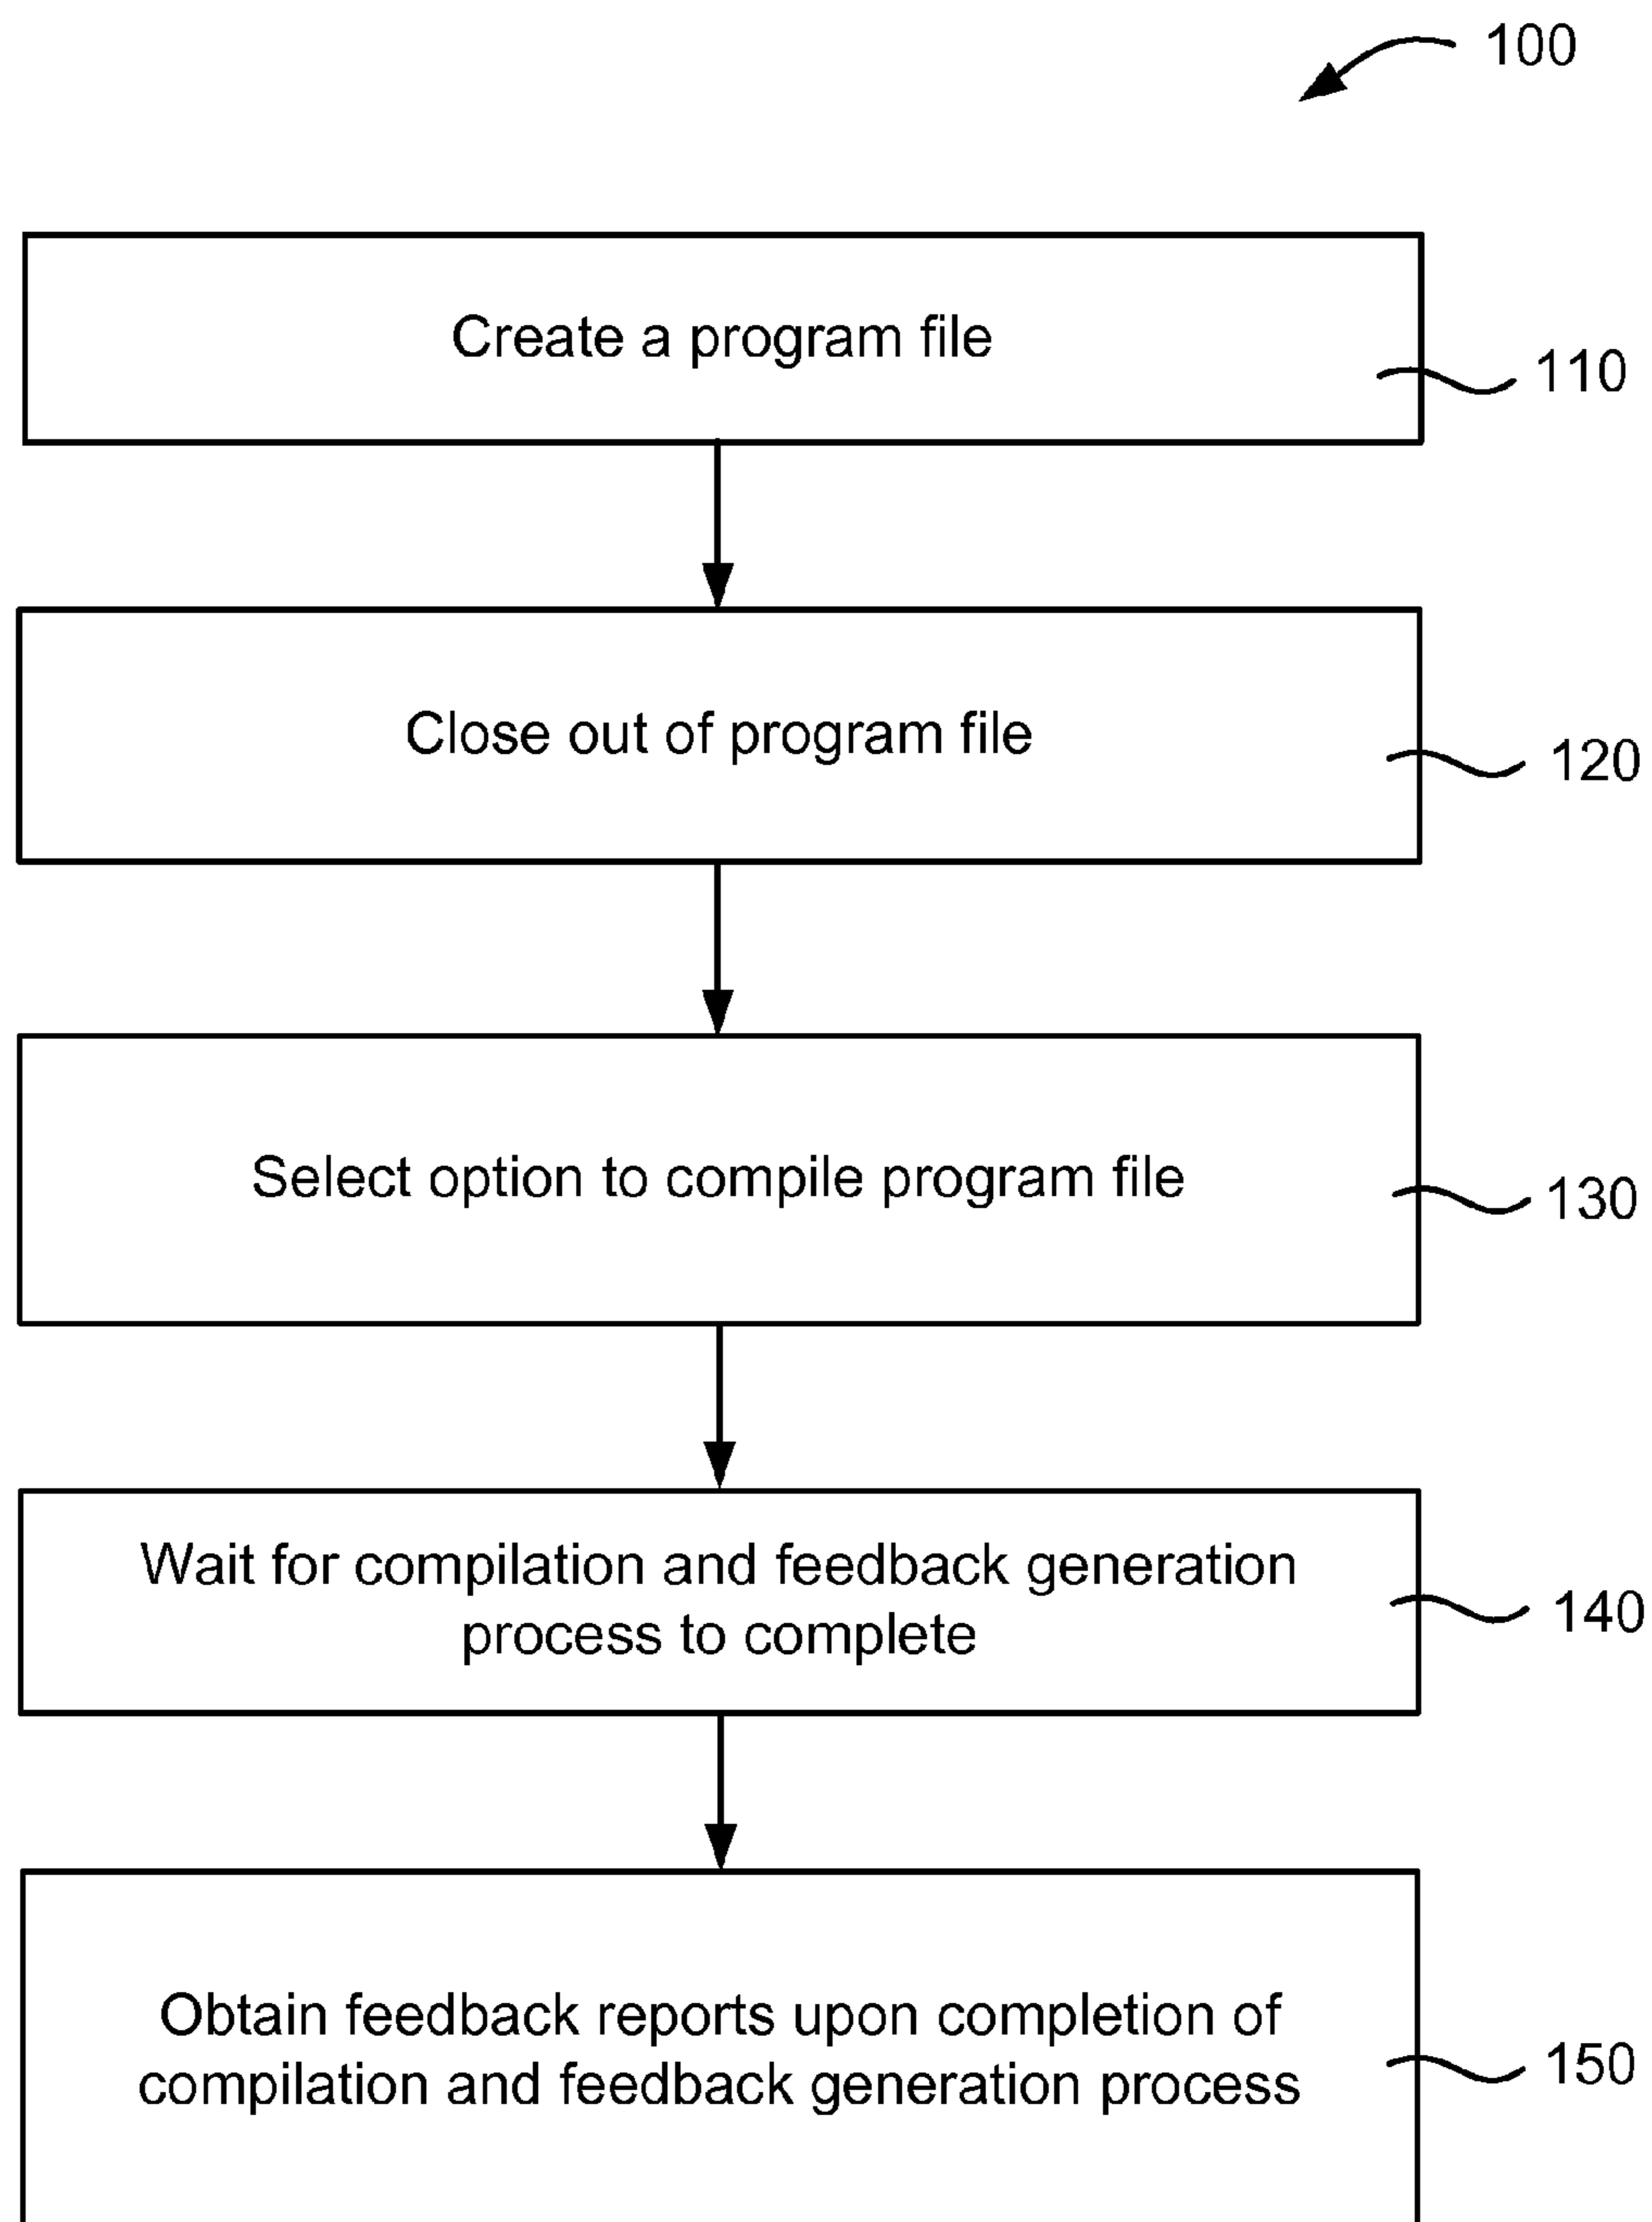 100
Create a program file
110
Close out of program file
120
Select option to compile program file
130
Wait for compilation and feedback generation
process to complete
140
Obtain feedback reports upon completion of
compilation and feedback generation process
150